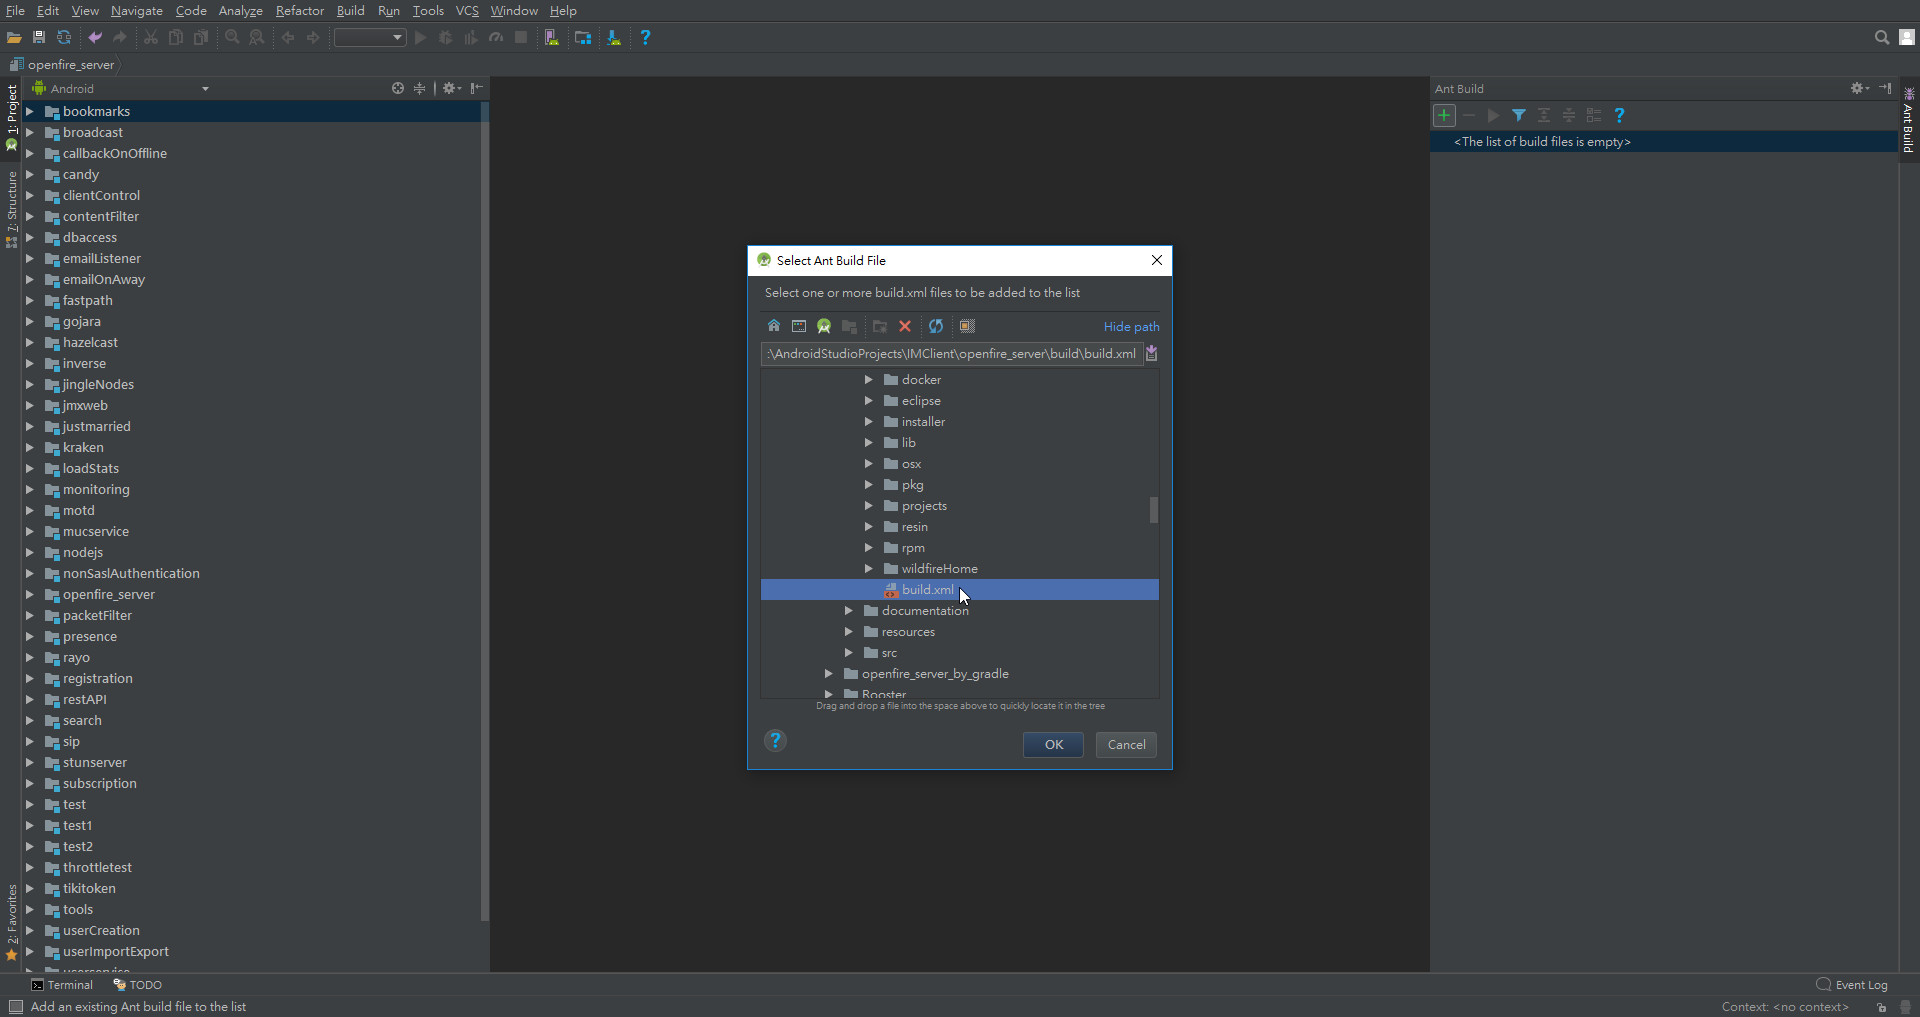 File Edit View Navigate Code Analyze Refactor Build Run Tools VCS Window Help
openfire_server
Android
1: Project
7: Structure
2: Favorites
bookmarks
broadcast
callbackOnOffline
candy
clientControl
contentFilter
dbaccess
emailListener
emailOnAway
fastpath
gojara
hazelcast
inverse
jingleNodes
jmxweb
justmarried
kraken
loadStats
monitoring
motd
mucservice
nodejs
nonSaslAuthentication
openfire_server
packetFilter
presence
rayo
registration
restAPI
search
sip
stunserver
subscription
test
test1
test2
throttletest
tikitoken
tools
userCreation
userImportExport
userservice
Select Ant Build File
Select one or more build.xml files to be added to the list
Hide path
:\AndroidStudioProjects\IMClient\openfire_server\build\build.xml
docker
eclipse
installer
lib
osx
pkg
projects
resin
rpm
wildfireHome
build.xml
documentation
resources
src
openfire_server_by_gradle
Rooster
Drag and drop a file into the space above to quickly locate it in the tree
? OK Cancel
Ant Build
<The list of build files is empty>
Ant Build
Terminal TODO
Event Log
Add an existing Ant build file to the list
Context: <no context>